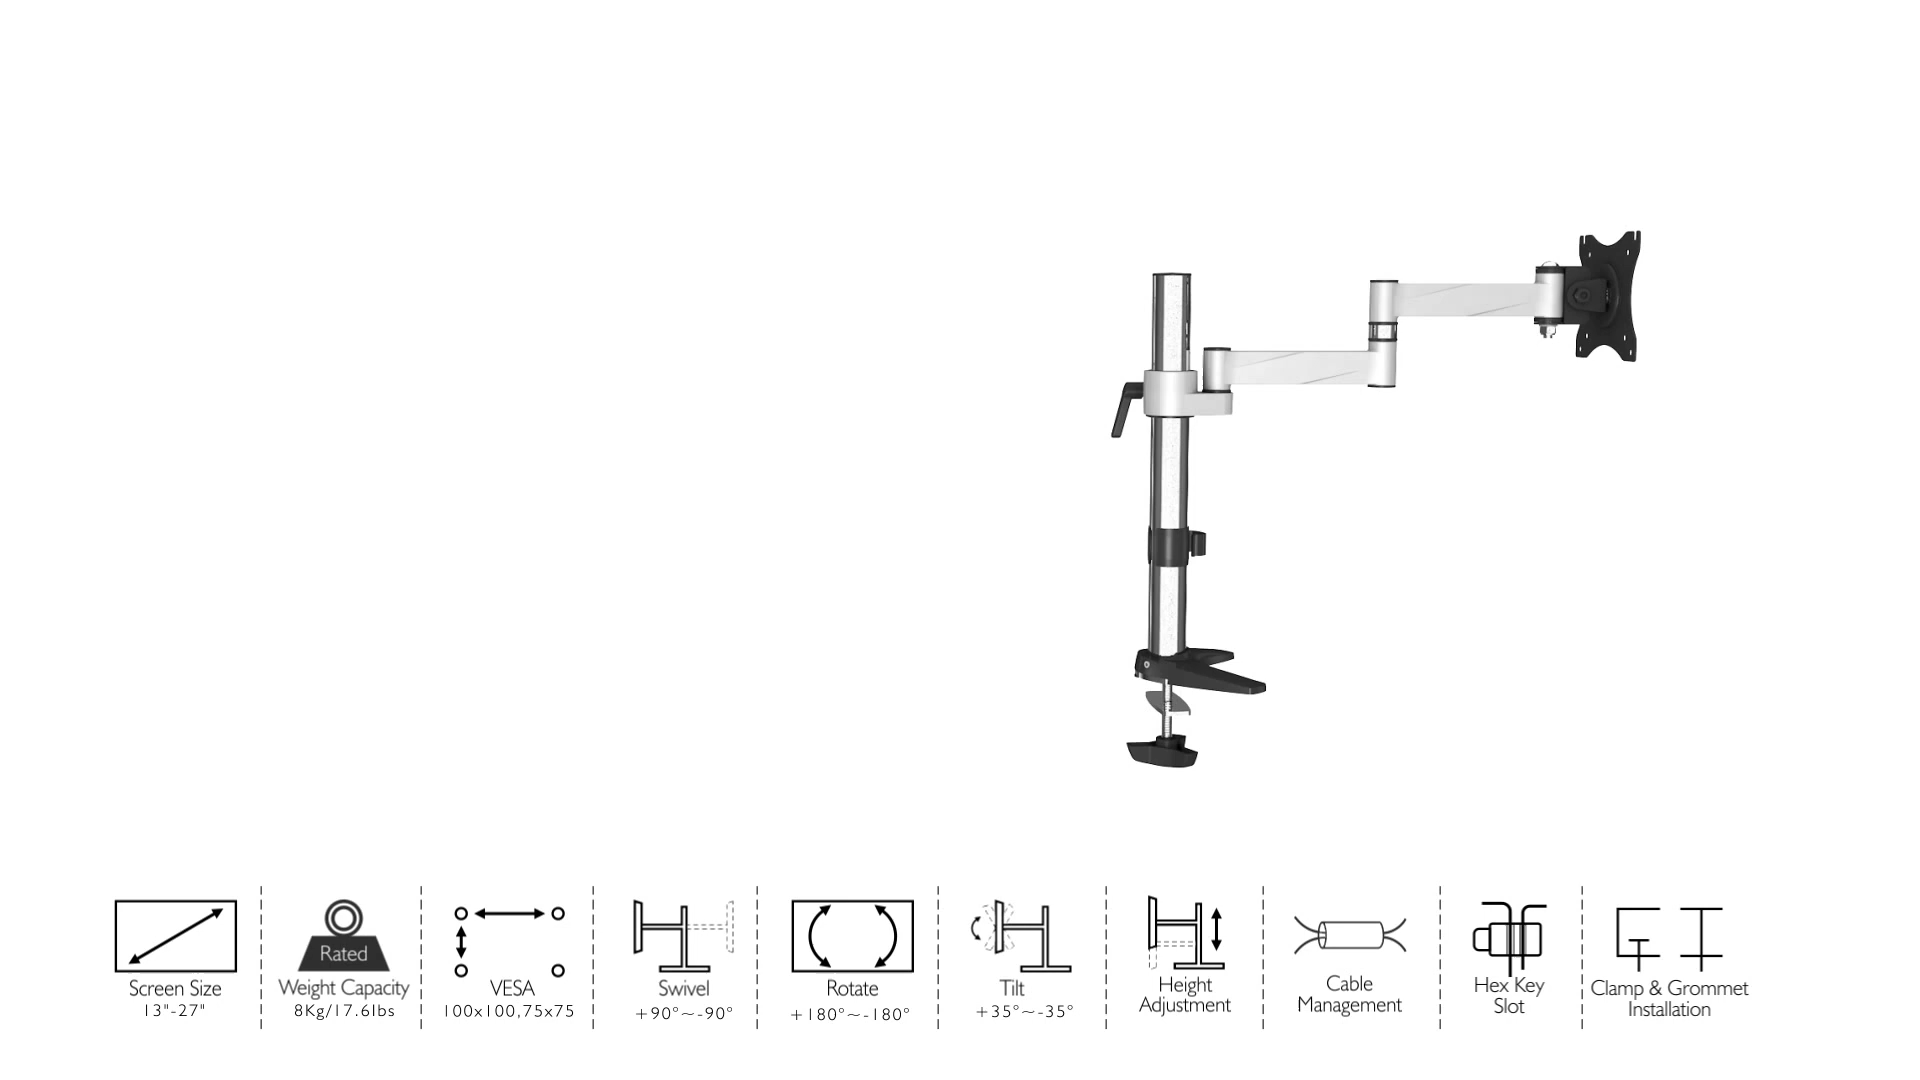 Rated
Screen Size
13"-27"
Weight Capacity
8Kg/17.6lbs
VESA
100x100,75x75
Swivel
+90°~-90°
Rotate
+180°~-180°
Tilt
+35°~-35°
Height
Adjustment
Cable
Management
Hex Key
Slot
Clamp & Grommet
Installation